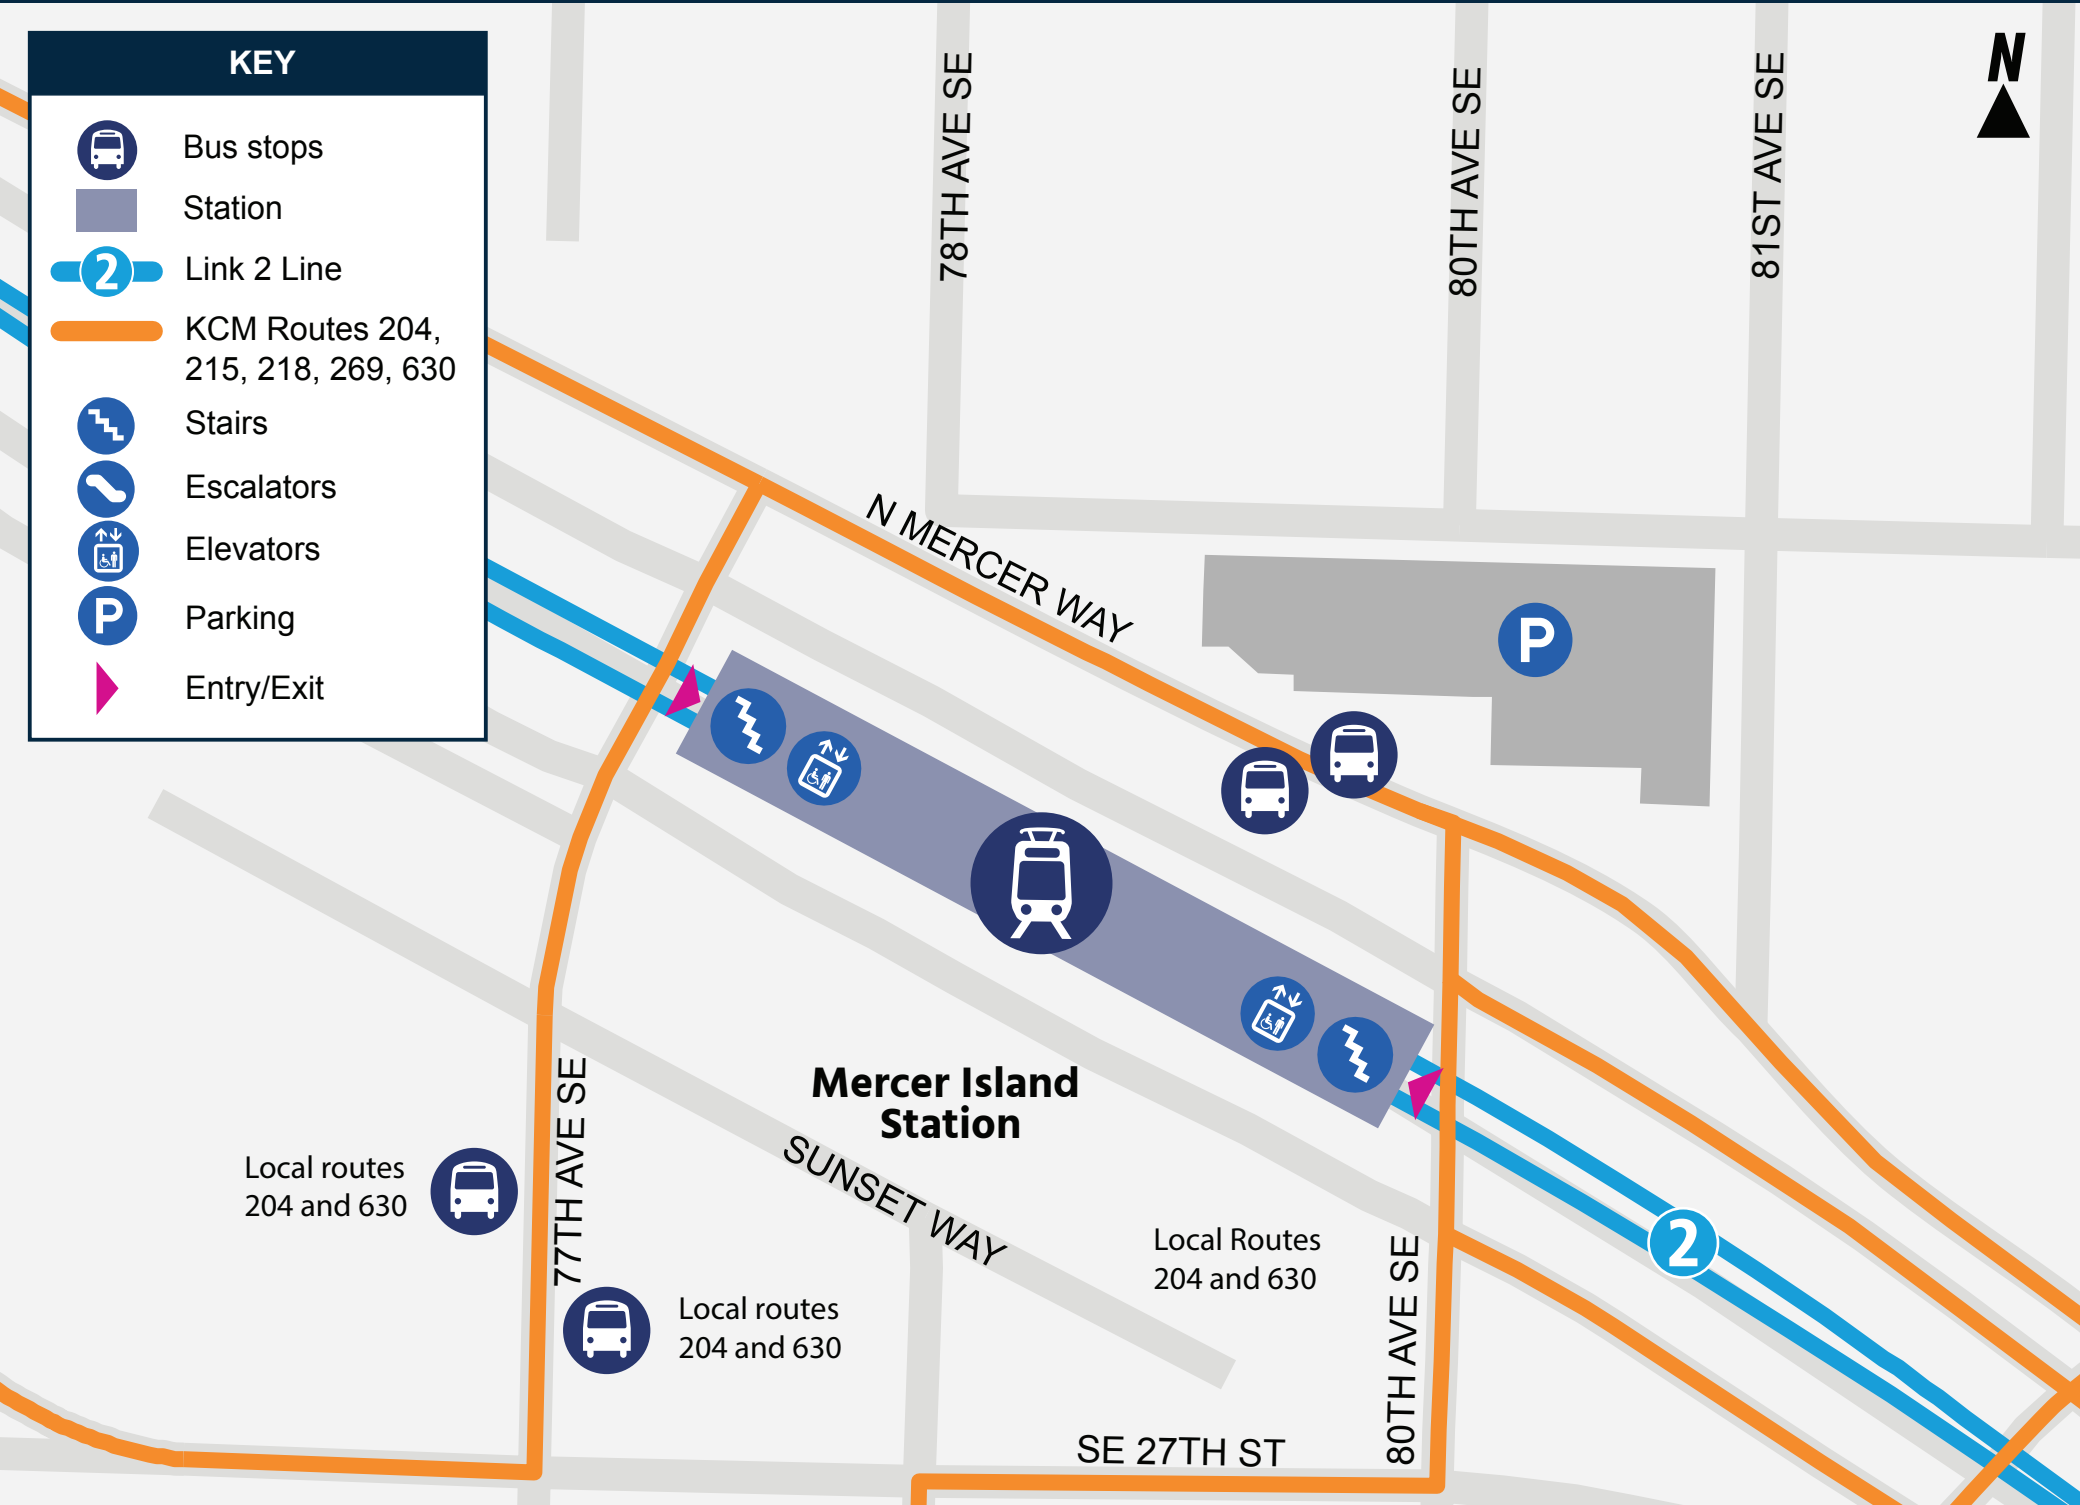 KEY
Bus stops
Station
2
Link 2 Line
KCM Routes 204,
215, 218, 269, 630
Stairs
Escalators
Elevators
P
Parking
Entry/Exit
78TH AVE SE
80TH AVE SE
81ST AVE SE
N
N MERCER WAY
P
Mercer Island
Station
77TH AVE SE
Local routes
204 and 630
SUNSET WAY
Local routes
204 and 630
Local Routes
204 and 630
80TH AVE SE
2
SE 27TH ST